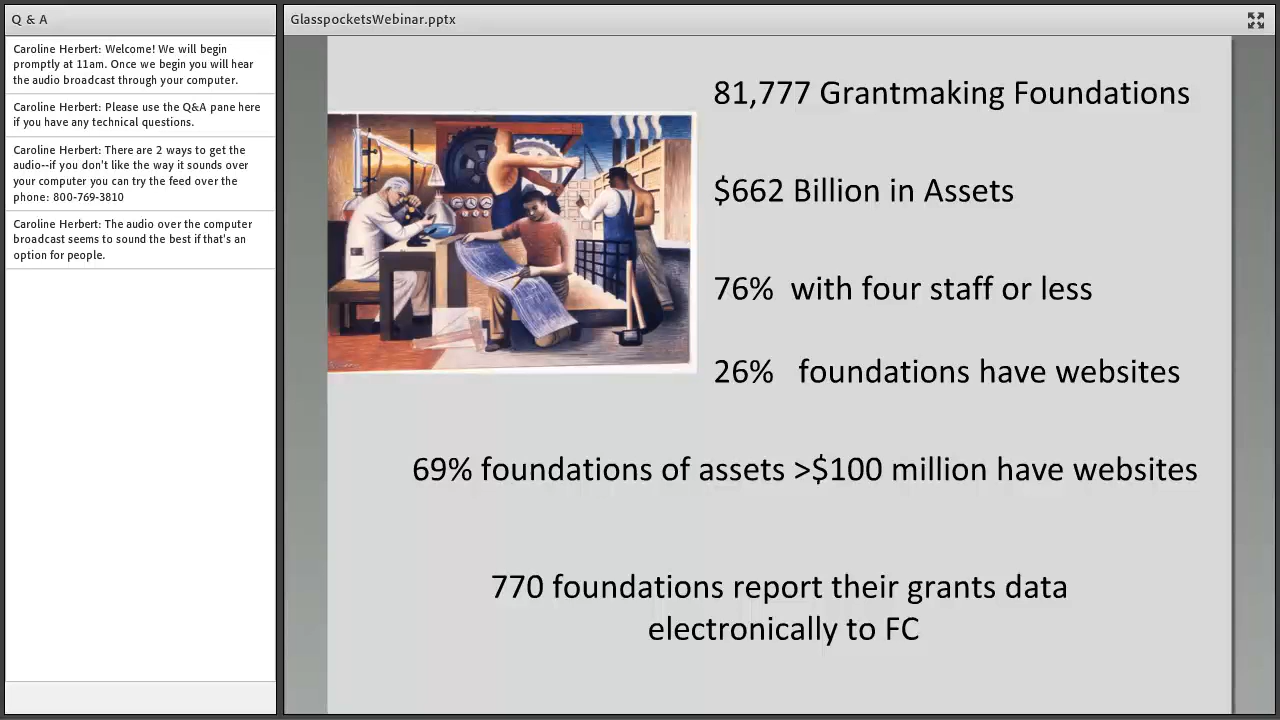 Q & A
Caroline Herbert: Welcome! We will begin
promptly at 11am. Once we begin you will hear
the audio broadcast through your computer.
Caroline Herbert: Please use the Q&A pane here
if you have any technical questions.
Caroline Herbert: There are 2 ways to get the
audio--if you don't like the way it sounds over
your computer you can try the feed over the
phone: 800-769-3810
Caroline Herbert: The audio over the computer
broadcast seems to sound the best if that's an
option for people.
GlasspocketsWebinar.pptx
81,777 Grantmaking Foundations
$662 Billion in Assets
76% with four staff or less
26% foundations have websites
69% foundations of assets >$100 million have websites
770 foundations report their grants data
electronically to FC